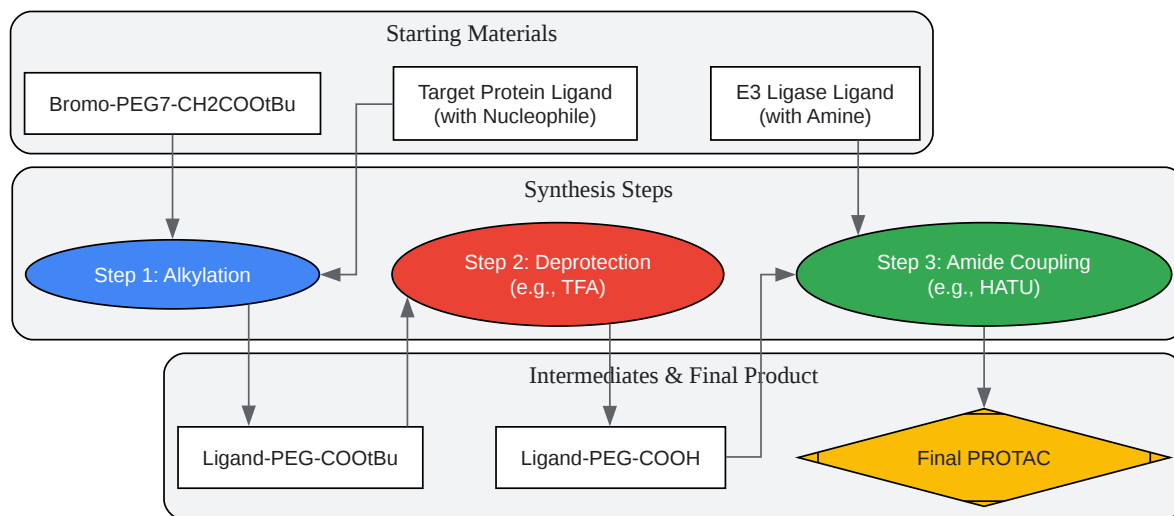 Starting Materials
Bromo-PEG7-CH2COOtBu
Target Protein Ligand
(with Nucleophile)
E3 Ligase Ligand
(with Amine)
Synthesis Steps
Step 1: Alkylation
Step 2: Deprotection
(e.g., TFA)
Step 3: Amide Coupling
(e.g., HATU)
Intermediates & Final Product
Ligand-PEG-COOtBu
Ligand-PEG-COOH
Final PROTAC